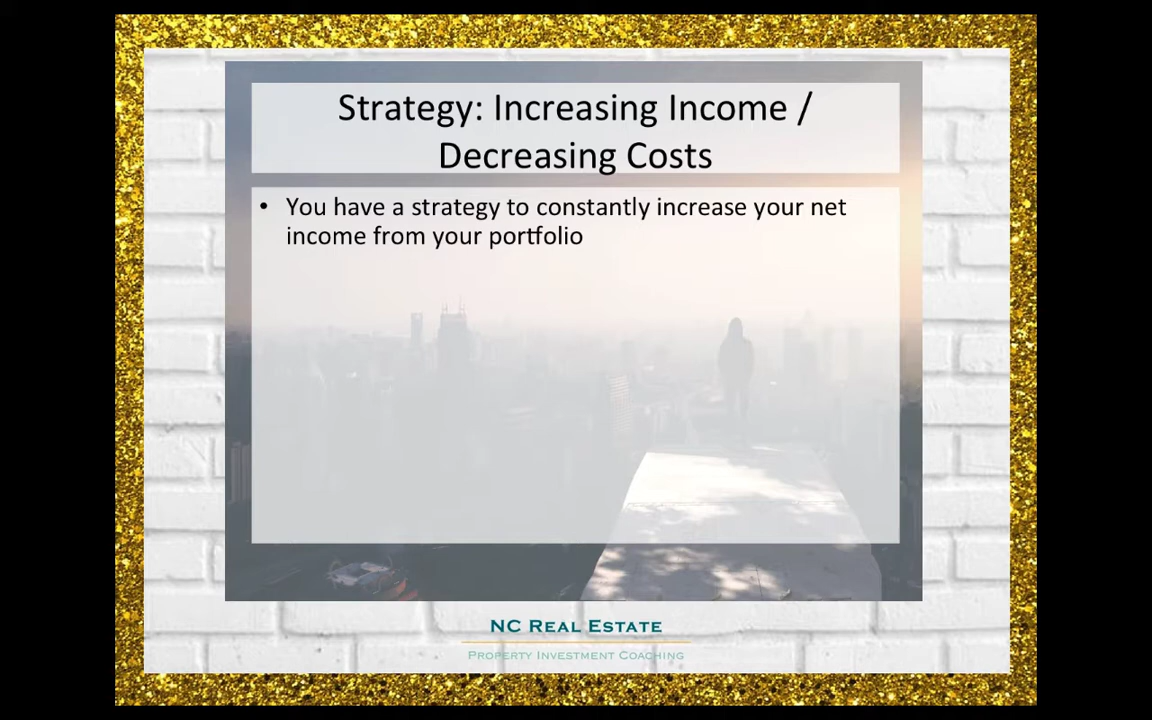 Strategy: Increasing Income /
Decreasing Costs
• You have a strategy to constantly increase your net
income from your portfolio
NC Real Estate
Property Investment Coaching